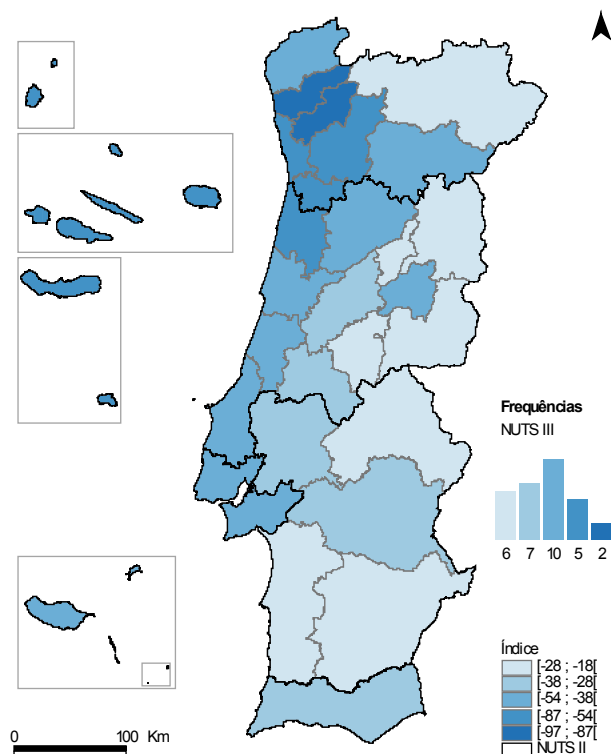 Frequências
NUTS III
6 7 10 5 2
Índice
[-28 ; -18[
[-38 ; -28[
[-54 ; -38[
[-87 ; -54[
[-97 ; -87[
NUTS II
0 100 Km